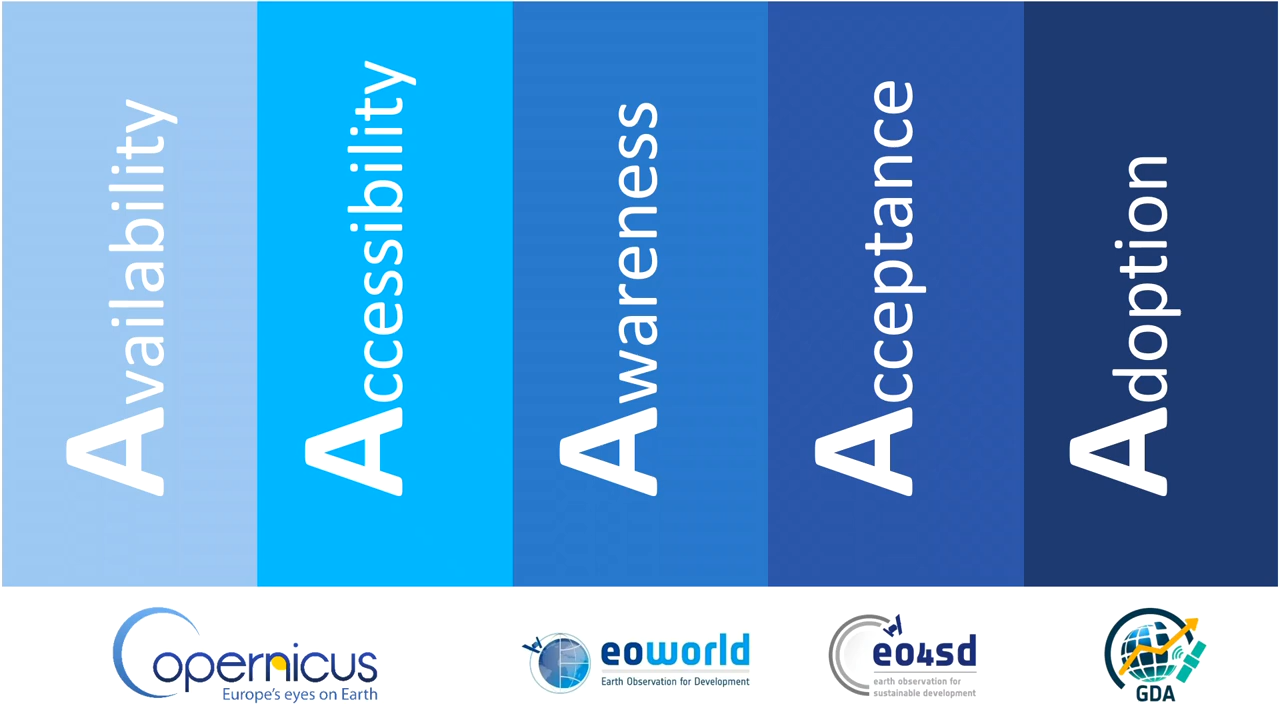 Availability
Accessibility
Awareness
Acceptance
Adoption
Copernicus
Europe's eyes on Earth
eoworld
Earth Observation for Development
eo4sd
earth observation for
sustainable development
GDA